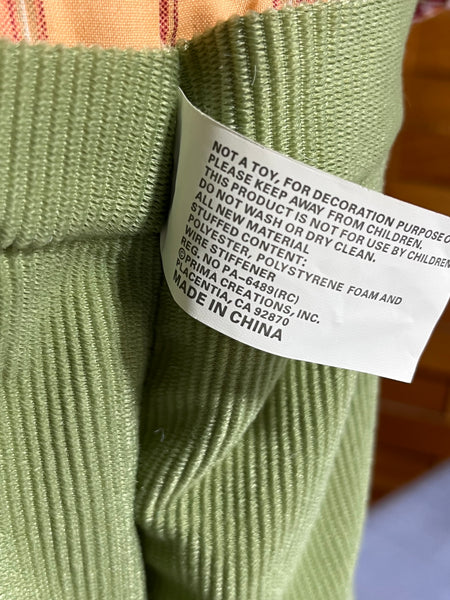 NOT A TOY. FOR DECORATION PURPOSE O
PLEASE KEEP AWAY FROM CHILDREN.
THIS PRODUCT IS NOT FOR USE BY CHILDREN
DO NOT WASH OR DRY CLEAN.
ALL NEW MATERIAL
STUFFED CONTENT:
POLYESTER, POLYSTYRENE FOAM AND
WIRE STIFFENER
REG. NO PA-6489(RC)
©PRIMA CREATIONS, INC.
PLACENTIA, CA 92870
MADE IN CHINA